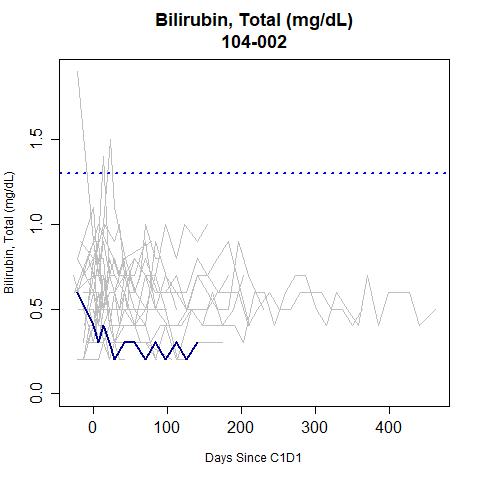 Bilirubin, Total (mg/dL)
104-002
Bilirubin, Total (mg/dL)
1.5
1.0
0.5
0.0
0 100 200 300 400
Days Since C1D1